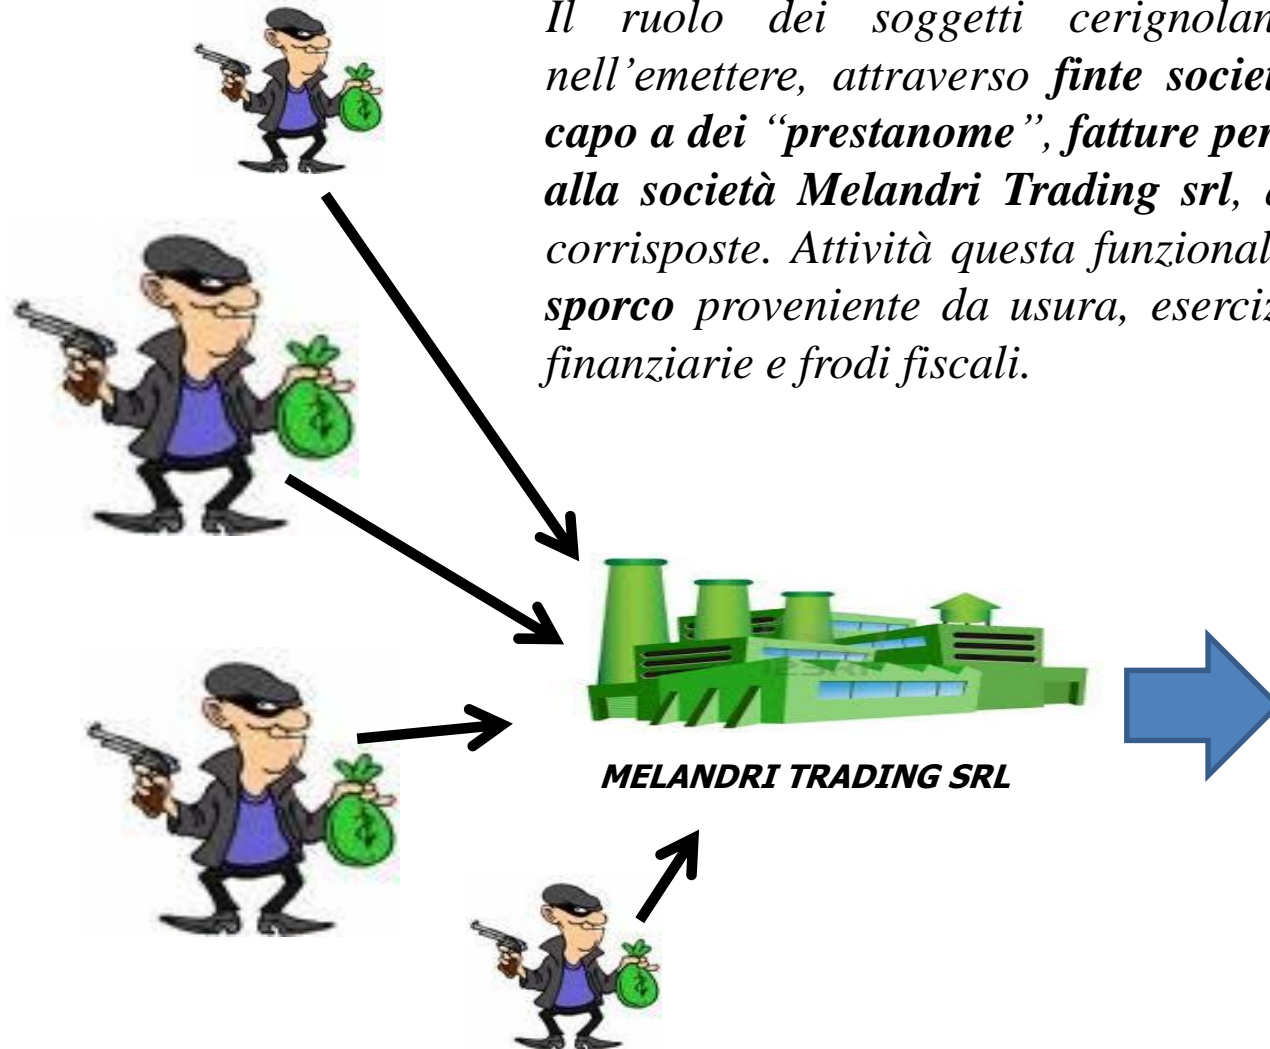 Il ruolo dei soggetti cerignolan
nell’emettere, attraverso finte societ
capo a dei “prestanome”, fatture per
alla società Melandri Trading srl,
corrisposte. Attività questa funzional
sporco proveniente da usura, eserciz
finanziarie e frodi fiscali.
MELANDRI TRADING SRL